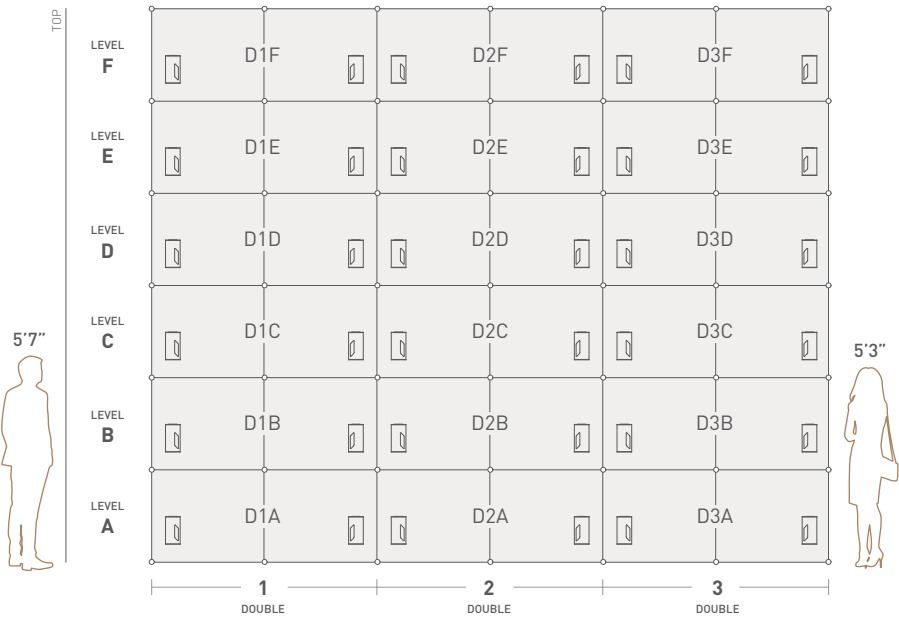 TOP
LEVEL
F
D1F
D2F
D3F
LEVEL
E
D1E
D2E
D3E
LEVEL
D
D1D
D2D
D3D
LEVEL
C
D1C
D2C
D3C
5'7"
5'3"
LEVEL
B
D1B
D2B
D3B
LEVEL
A
D1A
D2A
D3A
1
2
3
DOUBLE
DOUBLE
DOUBLE